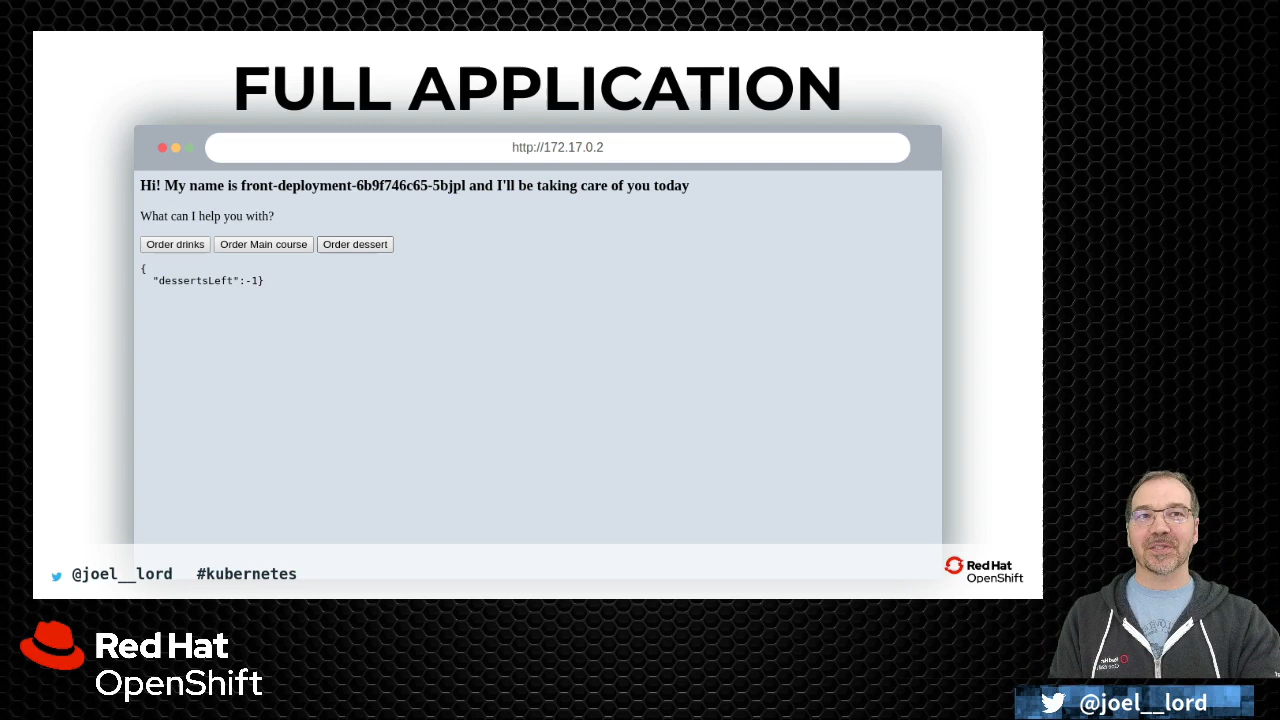 FULL APPLICATION
http://172.17.0.2
Hi! My name is front-deployment-6b9f746c65-5bjpl and I'll be taking care of you today
What can I help you with?
Order drinks Order Main course Order dessert
{
"dessertsLeft":-1}
@joel__lord #kubernetes
Red Hat
OpenShift
Red Hat
OpenShift
@joel__lord